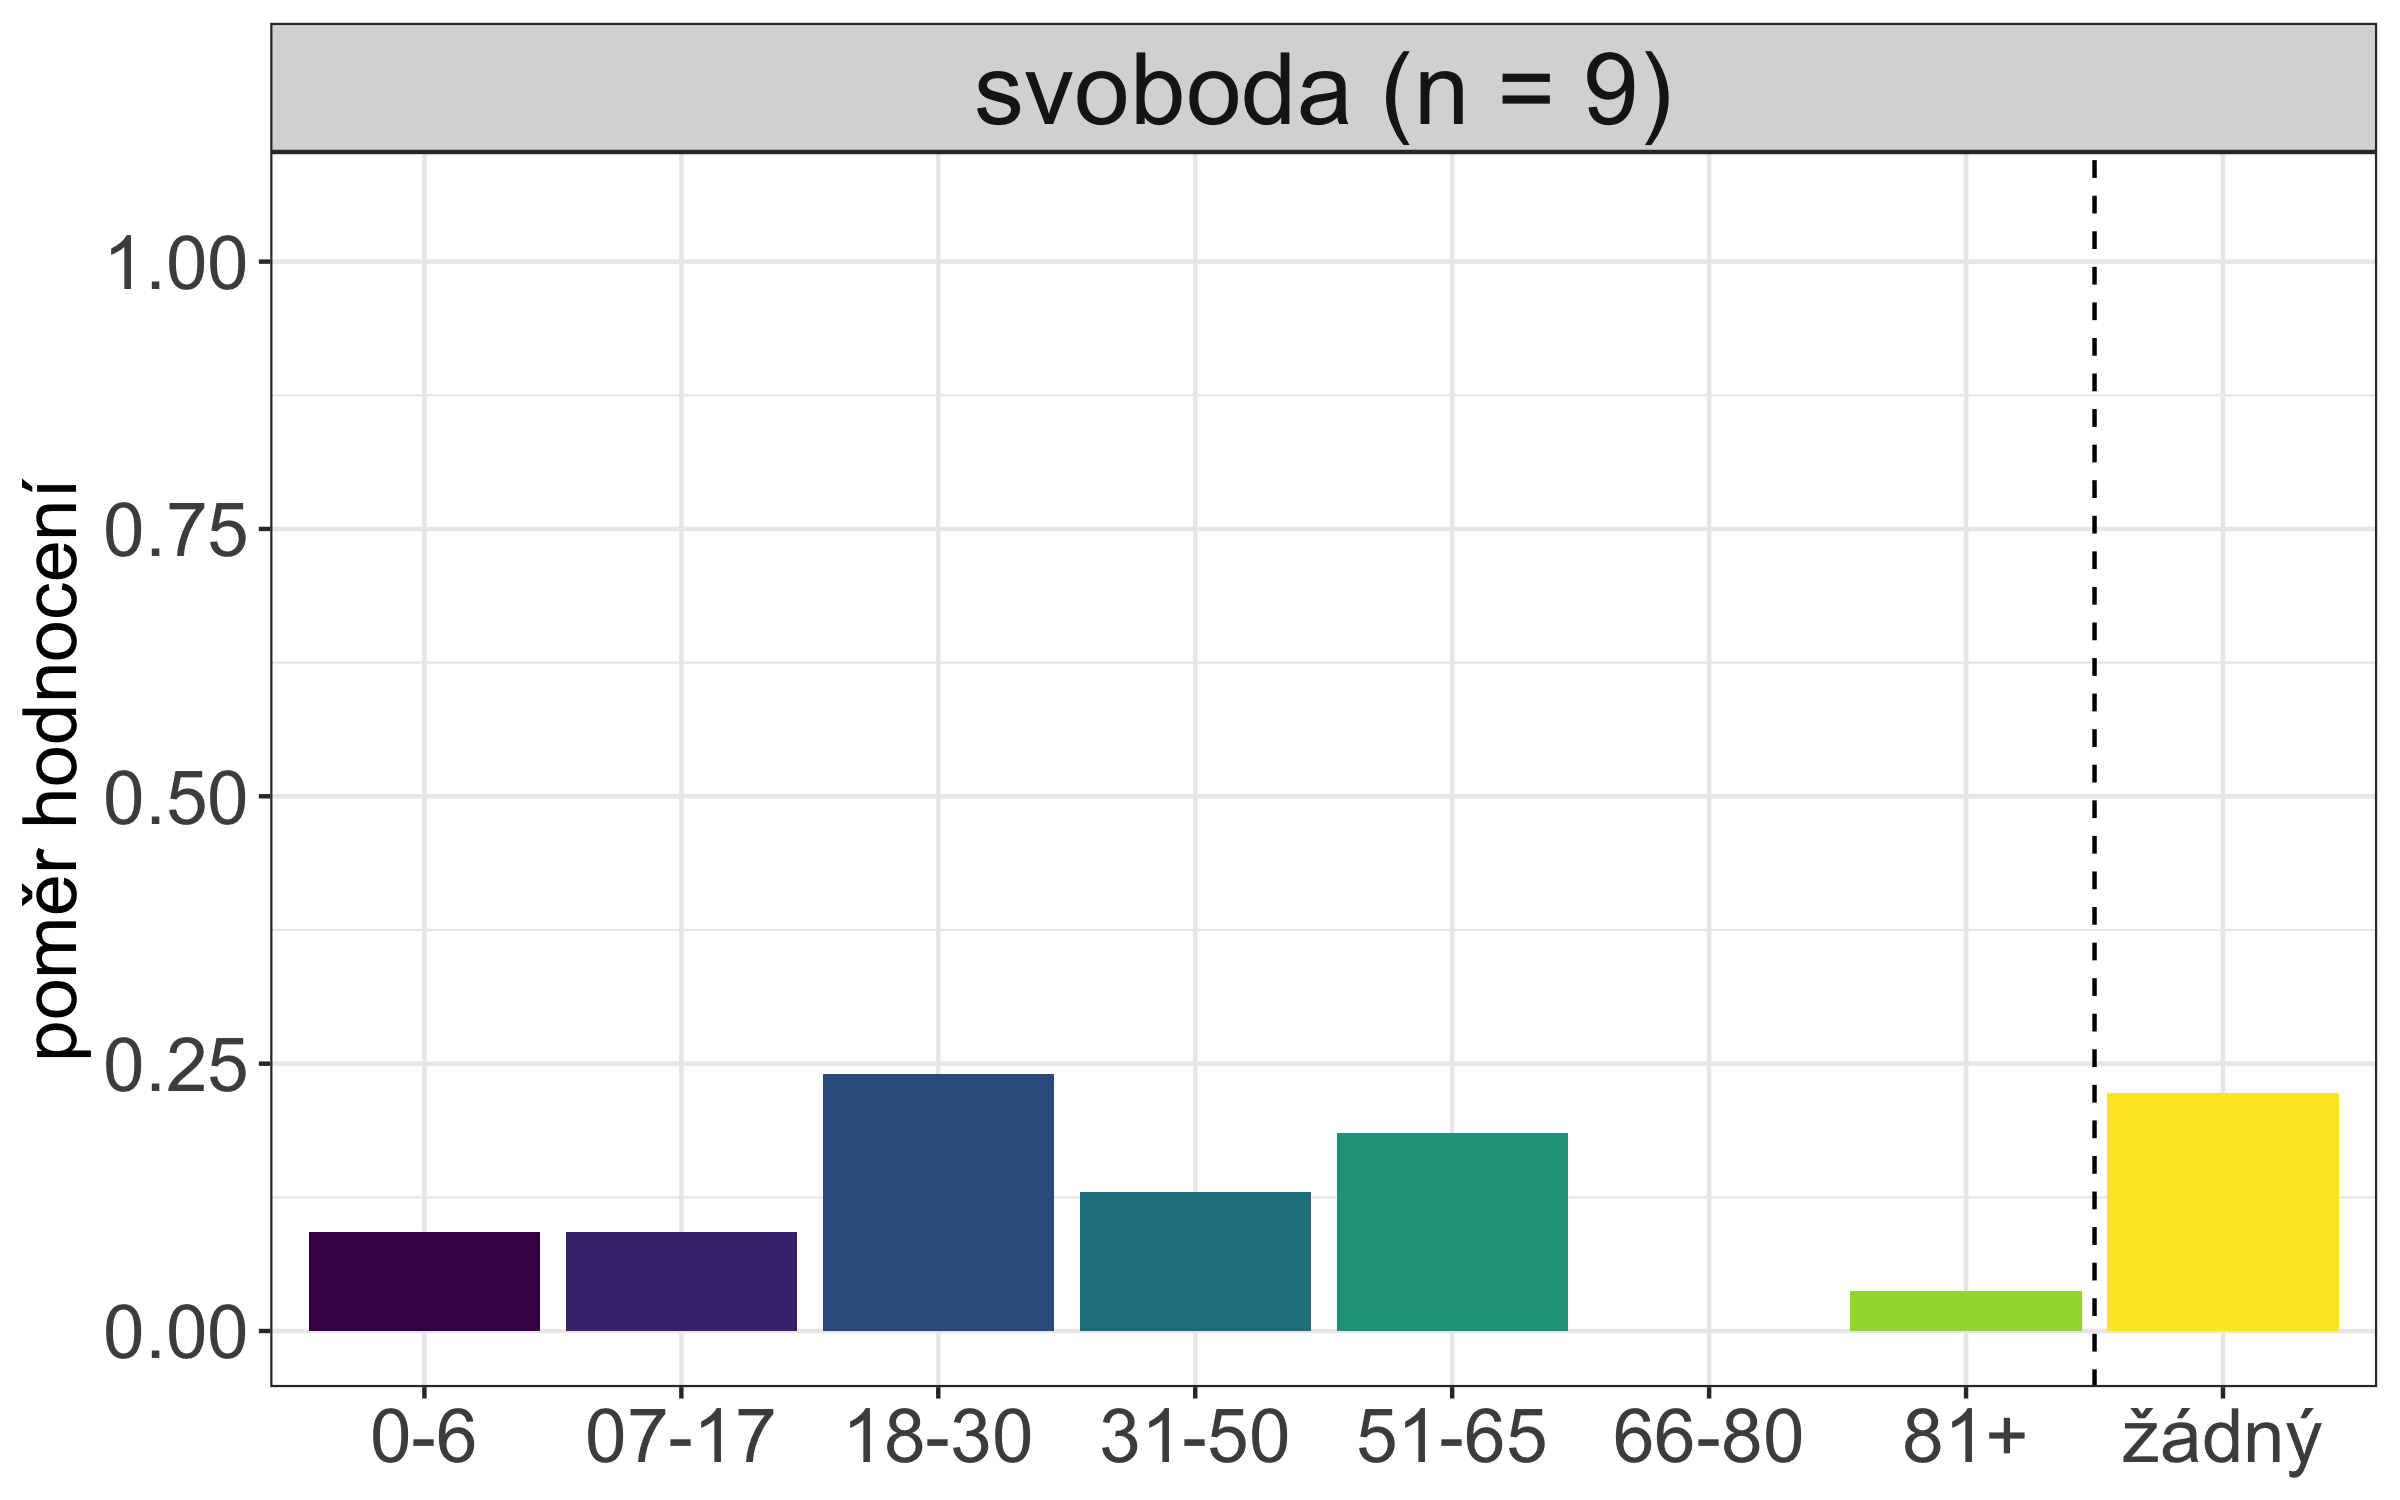 svoboda (n = 9)
poměr hodnocení
1.00
0.75
0.50
0.25
0.00
0-6 07-17 18-30 31-50 51-65 66-80 81+ žádný